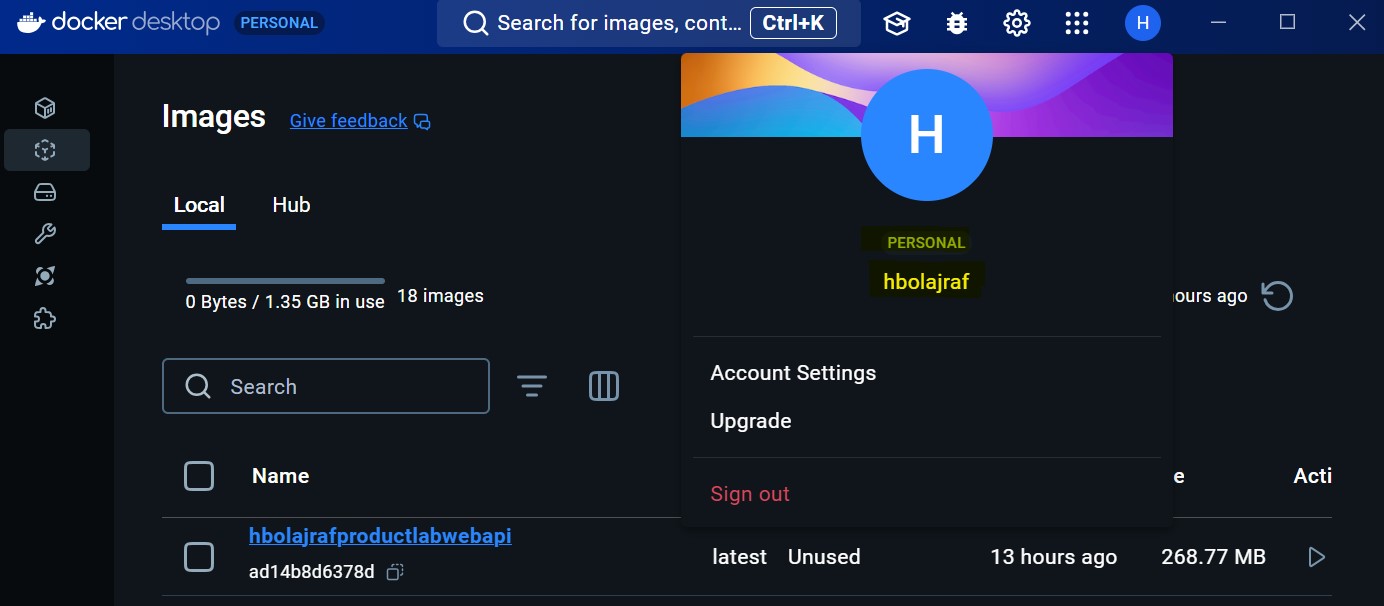 docker desktop PERSONAL
Search for images, cont... Ctrl+K
H
Images Give feedback
H
Local Hub
PERSONAL
hbolajraf
0 Bytes / 1.35 GB in use 18 images
ours ago
Account Settings
Search
Upgrade
Name
e Acti
Sign out
hbolajrafproductlabwebapi
latest Unused 13 hours ago 268.77 MB
ad14b8d6378d